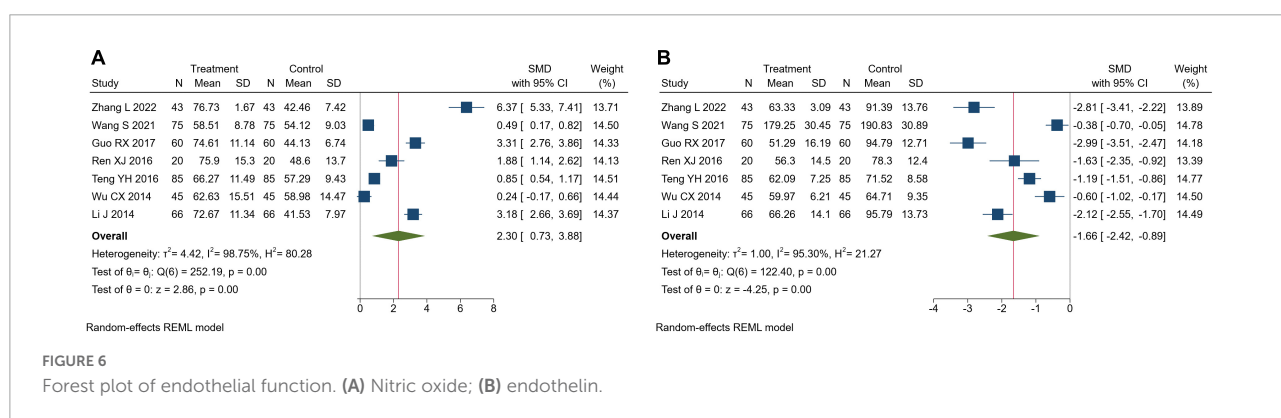 A
Treatment Control SMD Weight
Study N Mean SD N Mean SD with 95% CI (%)
Zhang L 2022 43 76.73 1.67 43 42.46 7.42 6.37 [ 5.33, 7.41] 13.71
Wang S 2021 75 58.51 8.78 75 54.12 9.03 0.49 [ 0.17, 0.82] 14.50
Guo RX 2017 60 74.61 11.14 60 44.13 6.74 3.31 [ 2.76, 3.86] 14.33
Ren XJ 2016 20 75.9 15.3 20 48.6 13.7 1.88 [ 1.14, 2.62] 14.13
Teng YH 2016 85 66.27 11.49 85 57.29 9.43 0.85 [ 0.54, 1.17] 14.51
Wu CX 2014 45 62.63 15.51 45 58.98 14.47 0.24 [ -0.17, 0.66] 14.44
Li J 2014 66 72.67 11.34 66 41.53 7.97 3.18 [ 2.66, 3.69] 14.37
Overall 2.30 [ 0.73, 3.88]
Heterogeneity: τ² = 4.42, I² = 98.75%, H² = 80.28
Test of θᵢ = θⱼ: Q(6) = 252.19, p = 0.00
Test of θ = 0: z = 2.86, p = 0.00
0 2 4 6 8
Random-effects REML model
B
Treatment Control SMD Weight
Study N Mean SD N Mean SD with 95% CI (%)
Zhang L 2022 43 63.33 3.09 43 91.39 13.76 -2.81 [ -3.41, -2.22] 13.89
Wang S 2021 75 179.25 30.45 75 190.83 30.89 -0.38 [ -0.70, -0.05] 14.78
Guo RX 2017 60 51.29 16.19 60 94.79 12.71 -2.99 [ -3.51, -2.47] 14.18
Ren XJ 2016 20 56.3 14.5 20 78.3 12.4 -1.63 [ -2.35, -0.92] 13.39
Teng YH 2016 85 62.09 7.25 85 71.52 8.58 -1.19 [ -1.51, -0.86] 14.77
Wu CX 2014 45 59.97 6.21 45 64.71 9.35 -0.60 [ -1.02, -0.17] 14.50
Li J 2014 66 66.26 14.1 66 95.79 13.73 -2.12 [ -2.55, -1.70] 14.49
Overall -1.66 [ -2.42, -0.89]
Heterogeneity: τ² = 1.00, I² = 95.30%, H² = 21.27
Test of θᵢ = θⱼ: Q(6) = 122.40, p = 0.00
Test of θ = 0: z = -4.25, p = 0.00
-4 -3 -2 -1 0
Random-effects REML model
FIGURE 6
Forest plot of endothelial function. (A) Nitric oxide; (B) endothelin.